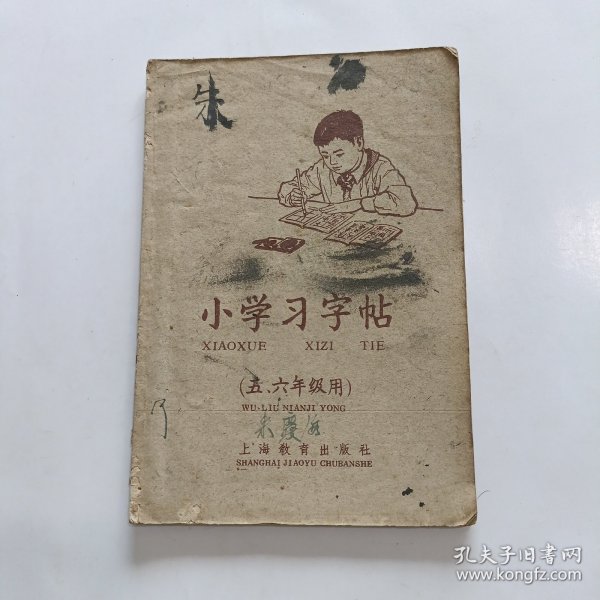 朱
小学习字帖
XIAOXUE XIZI TIE
(五、六年级用)
WU·LIU NIANJI YONG
上海教育出版社
SHANGHAI JIAOYU CHUBANSHE
孔夫子旧书网
www.kongfz.com